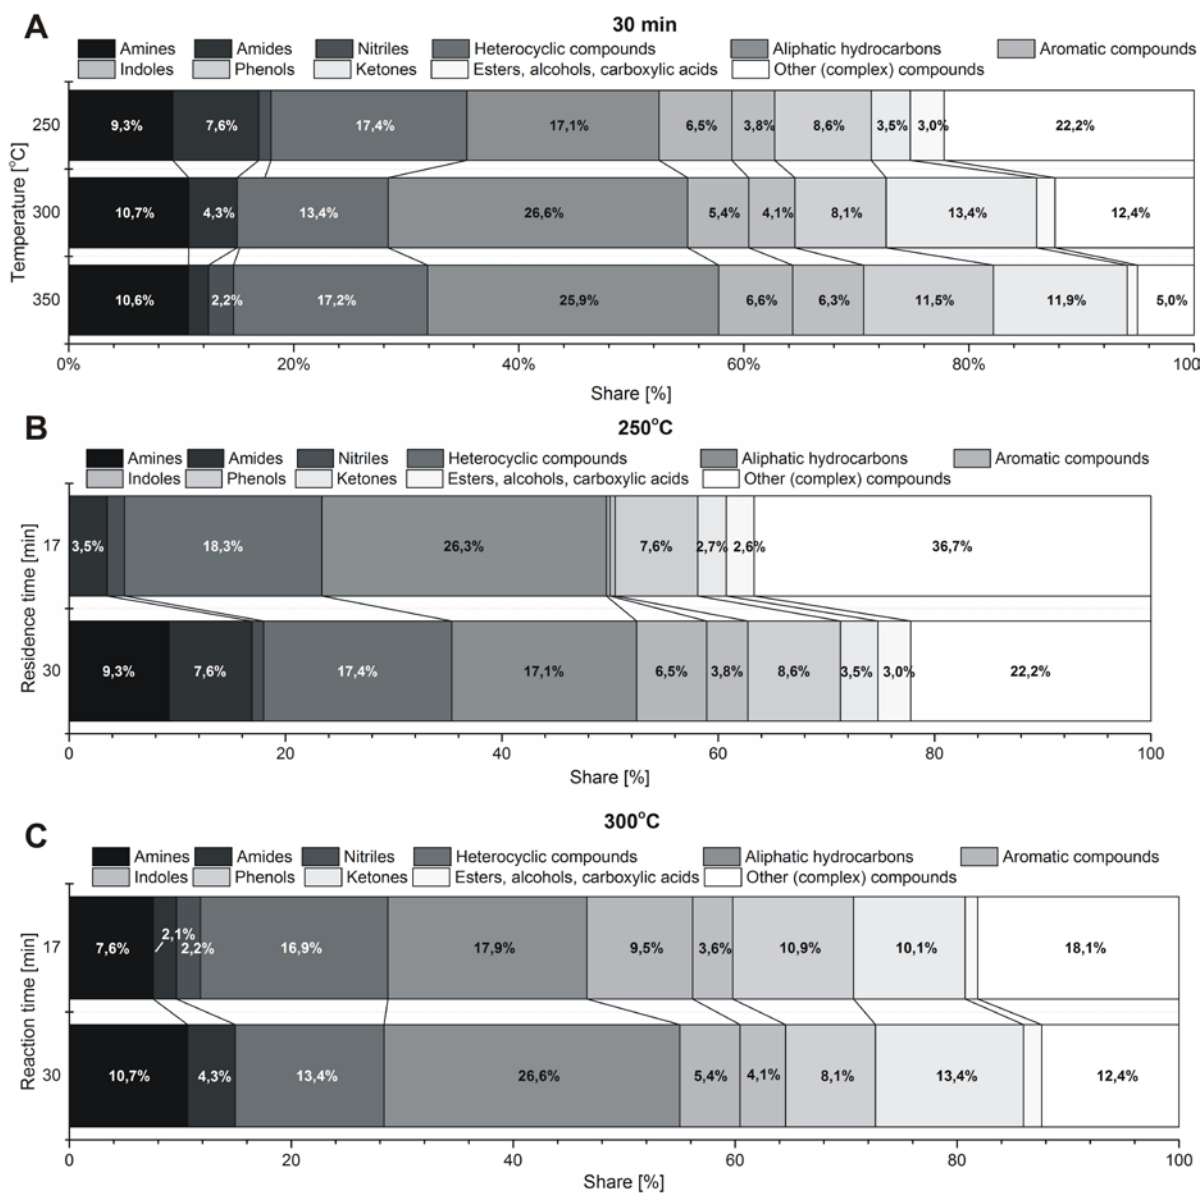 A
30 min
Amines Amides Nitriles Heterocyclic compounds Aliphatic hydrocarbons Aromatic compounds
Indoles Phenols Ketones Esters, alcohols, carboxylic acids Other (complex) compounds
250 9,3% 7,6% 17,4% 17,1% 6,5% 3,8% 8,6% 3,5% 3,0% 22,2%
Temperature [°C]
300 10,7% 4,3% 13,4% 26,6% 5,4% 4,1% 8,1% 13,4% 12,4%
350 10,6% 2,2% 17,2% 25,9% 6,6% 6,3% 11,5% 11,9% 5,0%
0% 20% 40% 60% 80% 100
Share [%]
B
250°C
Amines Amides Nitriles Heterocyclic compounds Aliphatic hydrocarbons Aromatic compounds
Indoles Phenols Ketones Esters, alcohols, carboxylic acids Other (complex) compounds
17 3,5% 18,3% 26,3% 7,6% 2,7% 2,6% 36,7%
Residence time [min]
30 9,3% 7,6% 17,4% 17,1% 6,5% 3,8% 8,6% 3,5% 3,0% 22,2%
0 20 40 60 80 100
Share [%]
C
300°C
Amines Amides Nitriles Heterocyclic compounds Aliphatic hydrocarbons Aromatic compounds
Indoles Phenols Ketones Esters, alcohols, carboxylic acids Other (complex) compounds
17 7,6% 2,1% 2,2% 16,9% 17,9% 9,5% 3,6% 10,9% 10,1% 18,1%
Reaction time [min]
30 10,7% 4,3% 13,4% 26,6% 5,4% 4,1% 8,1% 13,4% 12,4%
0 20 40 60 80 100
Share [%]